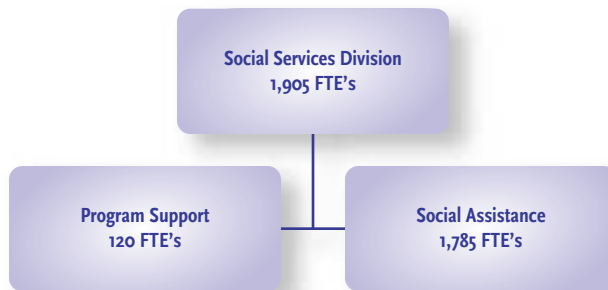 Social Services Division
1,905 FTE's
Program Support
120 FTE's
Social Assistance
1,785 FTE's